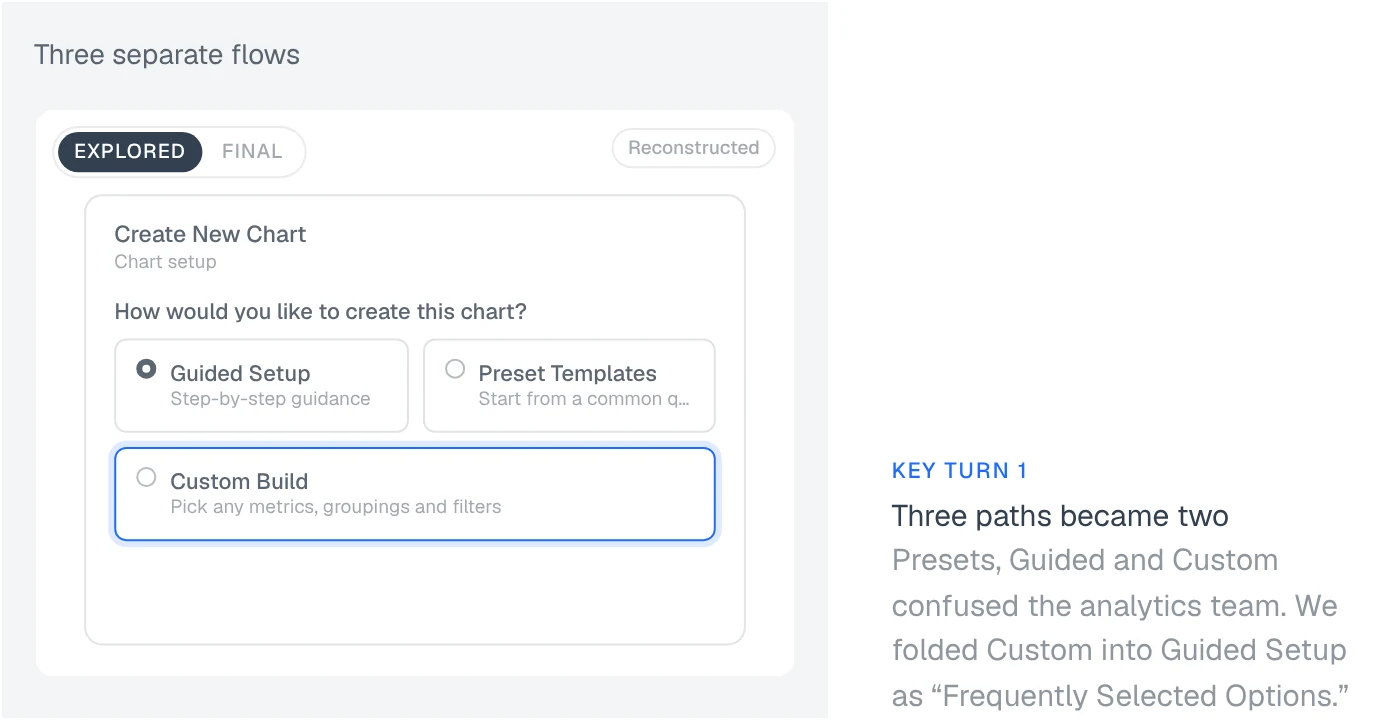 Three separate flows
EXPLORED
FINAL
Reconstructed
Create New Chart
Chart setup
How would you like to create this chart?
Guided Setup
Step-by-step guidance
Preset Templates
Start from a common q...
Custom Build
Pick any metrics, groupings and filters
KEY TURN 1
Three paths became two
Presets, Guided and Custom
confused the analytics team. We
folded Custom into Guided Setup
as “Frequently Selected Options.”